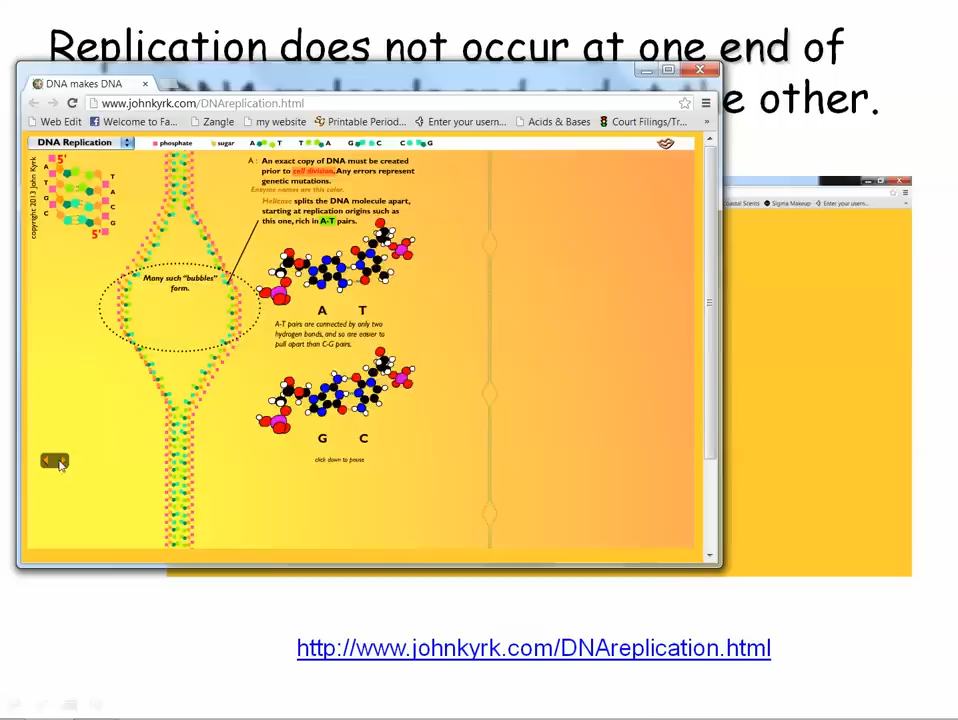 Replication does not occur at one end of
e other.
DNA makes DNA
www.johnkyrk.com/DNAreplication.html
Web Edit Welcome to Fa... Zang!e my website Printable Period... Enter your usern... Acids & Bases Court Filings/Tr... »
DNA Replication phosphate sugar A T T A G C C G
copyright 2013 John Kyrk
5'
A T
T A
G C
C G
5'
A: An exact copy of DNA must be created
prior to cell division. Any errors represent
genetic mutations.
Enzyme names are this color.
Helicase splits the DNA molecule apart,
starting at replication origins such as
this one, rich in A-T pairs.
Many such "bubbles"
form.
A T
A-T pairs are connected by only two
hydrogen bonds, and so are easier to
pull apart than C-G pairs.
G C
click down to pause
Coastal Scents Sigma Makeup Enter your usern... »
http://www.johnkyrk.com/DNAreplication.html